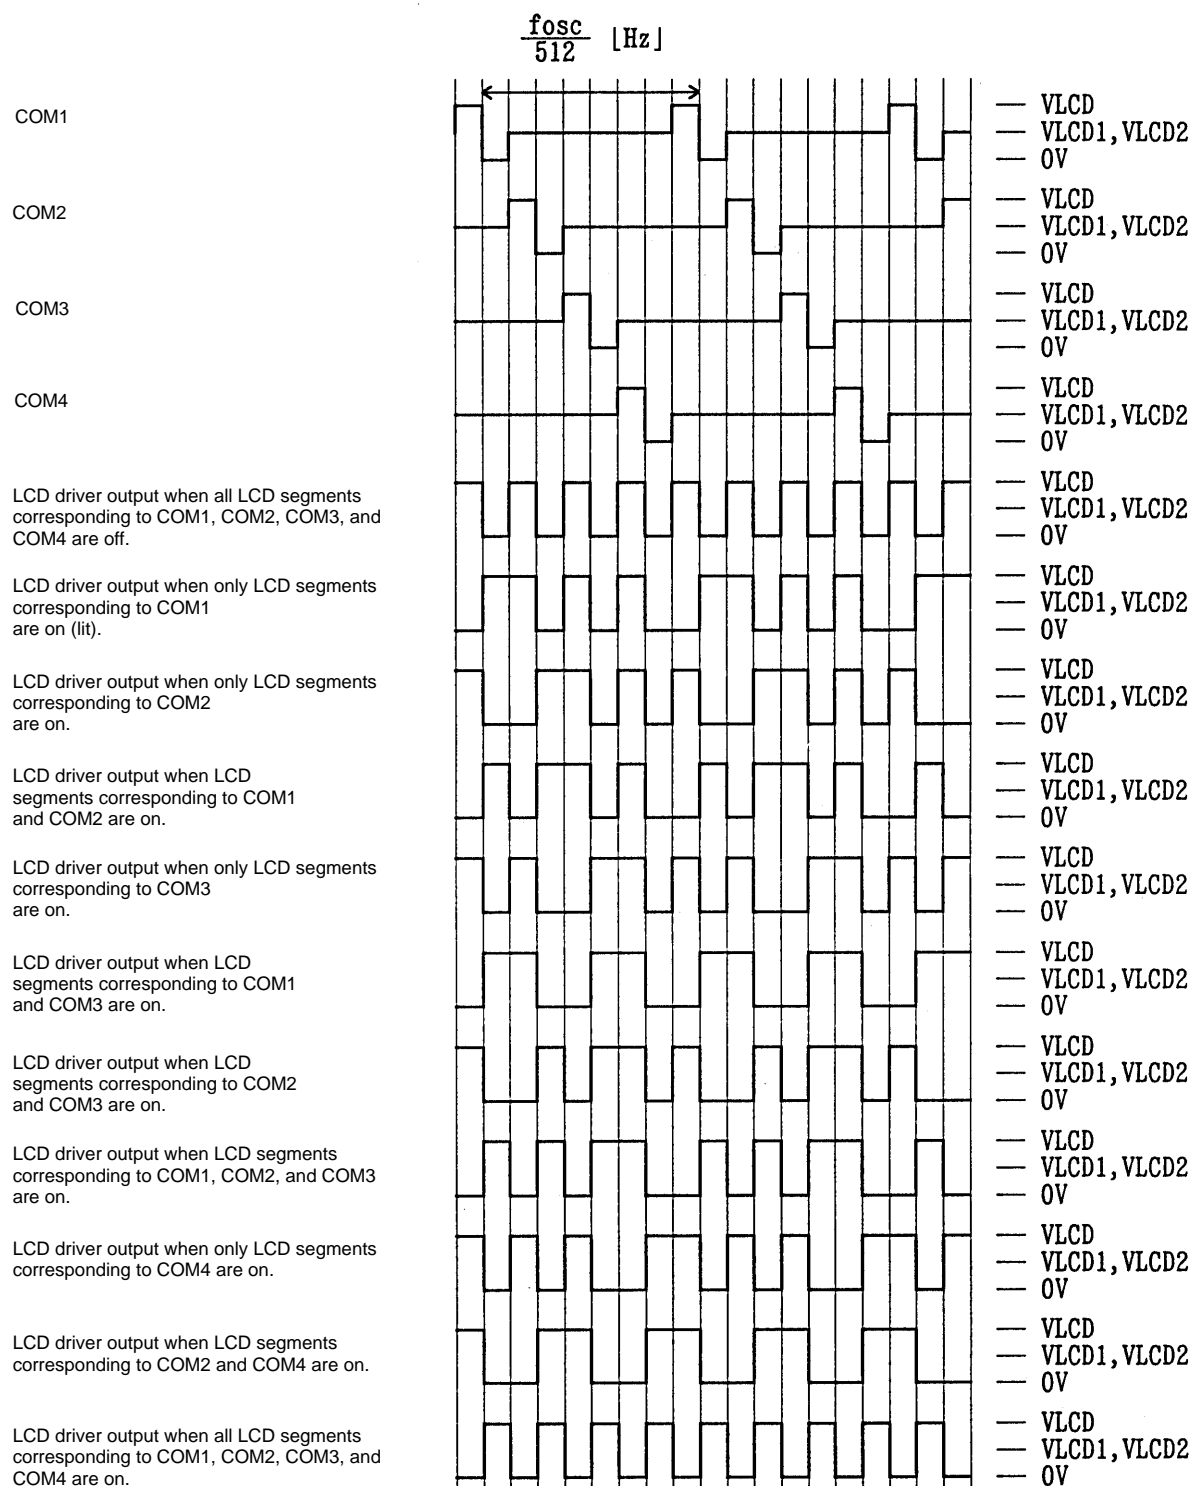 fosc
512
[Hz]
COM1
VLCD
VLCD1,VLCD2
0V
COM2
VLCD
VLCD1,VLCD2
0V
COM3
VLCD
VLCD1,VLCD2
0V
COM4
VLCD
VLCD1,VLCD2
0V
LCD driver output when all LCD segments
corresponding to COM1, COM2, COM3, and
COM4 are off.
VLCD
VLCD1,VLCD2
0V
LCD driver output when only LCD segments
corresponding to COM1
are on (lit).
VLCD
VLCD1,VLCD2
0V
LCD driver output when only LCD segments
corresponding to COM2
are on.
VLCD
VLCD1,VLCD2
0V
LCD driver output when LCD
segments corresponding to COM1
and COM2 are on.
VLCD
VLCD1,VLCD2
0V
LCD driver output when only LCD segments
corresponding to COM3
are on.
VLCD
VLCD1,VLCD2
0V
LCD driver output when LCD
segments corresponding to COM1
and COM3 are on.
VLCD
VLCD1,VLCD2
0V
LCD driver output when LCD
segments corresponding to COM2
and COM3 are on.
VLCD
VLCD1,VLCD2
0V
LCD driver output when LCD segments
corresponding to COM1, COM2, and COM3
are on.
VLCD
VLCD1,VLCD2
0V
LCD driver output when only LCD segments
corresponding to COM4 are on.
VLCD
VLCD1,VLCD2
0V
LCD driver output when LCD segments
corresponding to COM2 and COM4 are on.
VLCD
VLCD1,VLCD2
0V
LCD driver output when all LCD segments
corresponding to COM1, COM2, COM3, and
COM4 are on.
VLCD
VLCD1,VLCD2
0V